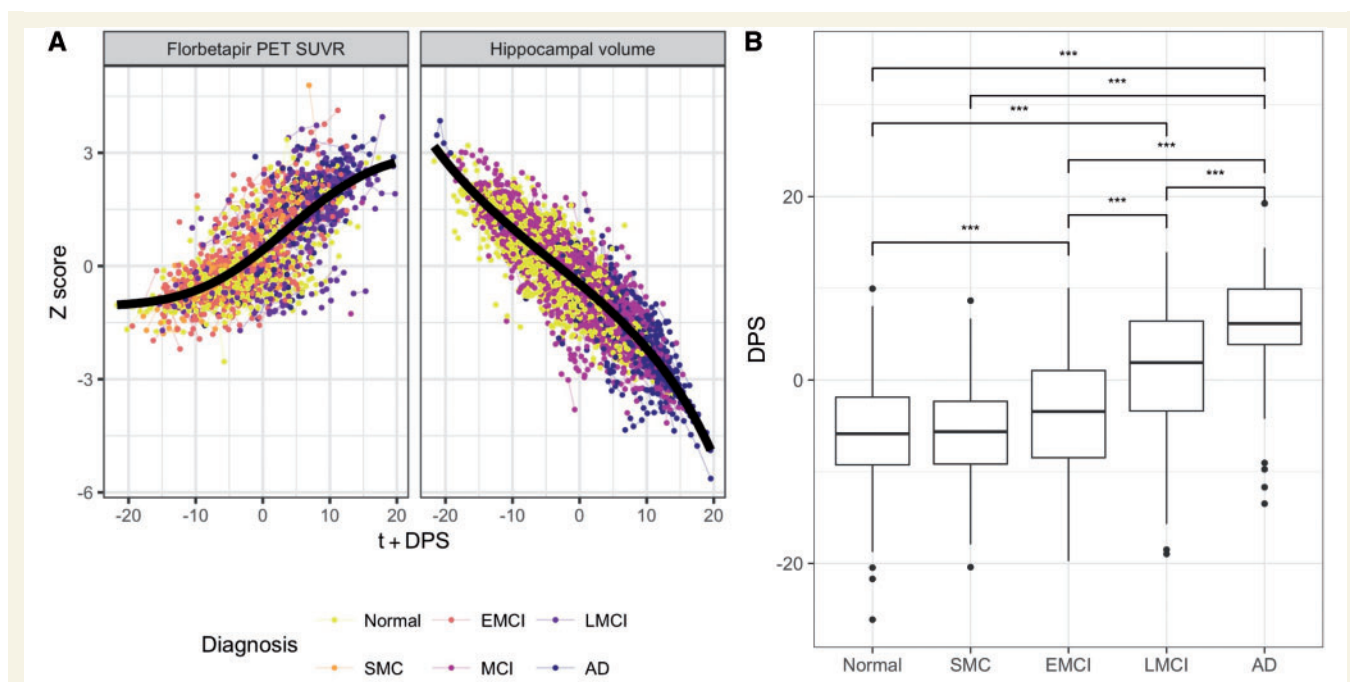 A
Florbetapir PET SUVR
Hippocampal volume
Z score
3
0
-3
-6
-20 -10 0 10 20
-20 -10 0 10 20
t + DPS
Diagnosis
Normal EMCI LMCI
SMC MCI AD
B
***
***
***
***
***
***
***
DPS
20
0
-20
Normal SMC EMCI LMCI AD